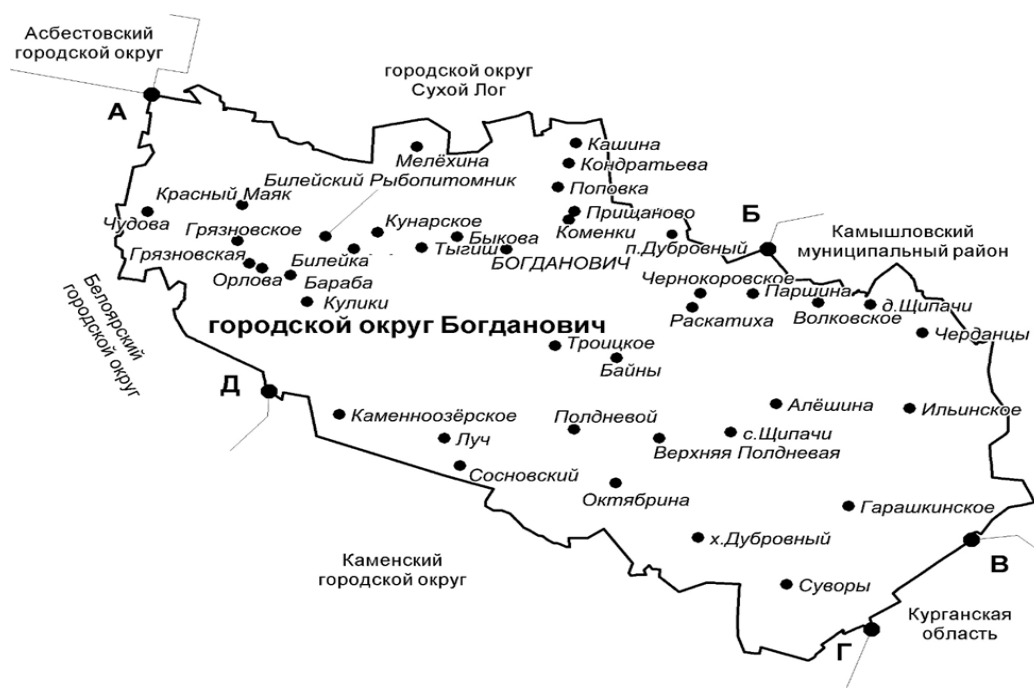 Асбестовский
городской округ
А
городской округ
Сухой Лог
Кашина
Мелёхина
Кондратьева
Билейский Рыбопитомник
Поповка
Красный Маяк
Чудова
Кунарское
Прищаново
Коменки
Б
Грязновское
Быкова
п.Дубровный
Камышловский
муниципальный район
Грязновская
Билейка
Тыгиш
БОГДАНОВИЧ
Орлова
Бараба
Чернокоровское
Паршина
Кулики
Раскатиха
Волковское
д.Щипачи
Белоярский
городской округ
городской округ Богданович
Черданцы
Троицкое
Байны
Д
Каменноозёрское
Полдневой
Алёшина
Ильинское
Луч
с.Щипачи
Верхняя Полдневая
Сосновский
Октябрина
Гарашкинское
х.Дубровный
В
Каменский
городской округ
Суворы
Курганская
область
Г